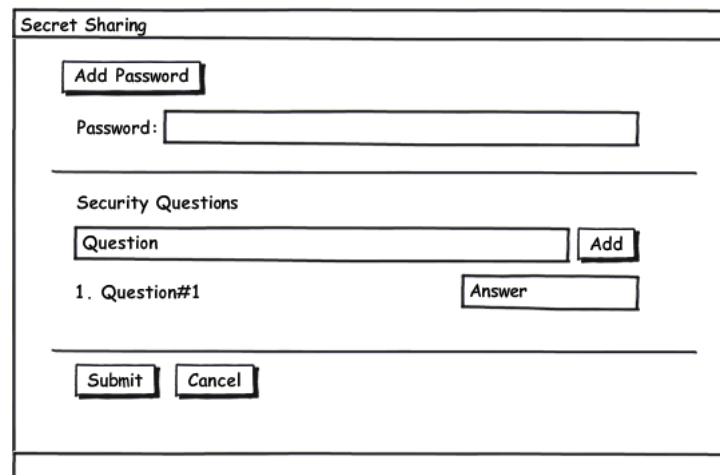 Secret Sharing
Add Password
Password:
Security Questions
Question Add
1. Question#1 Answer
Submit Cancel